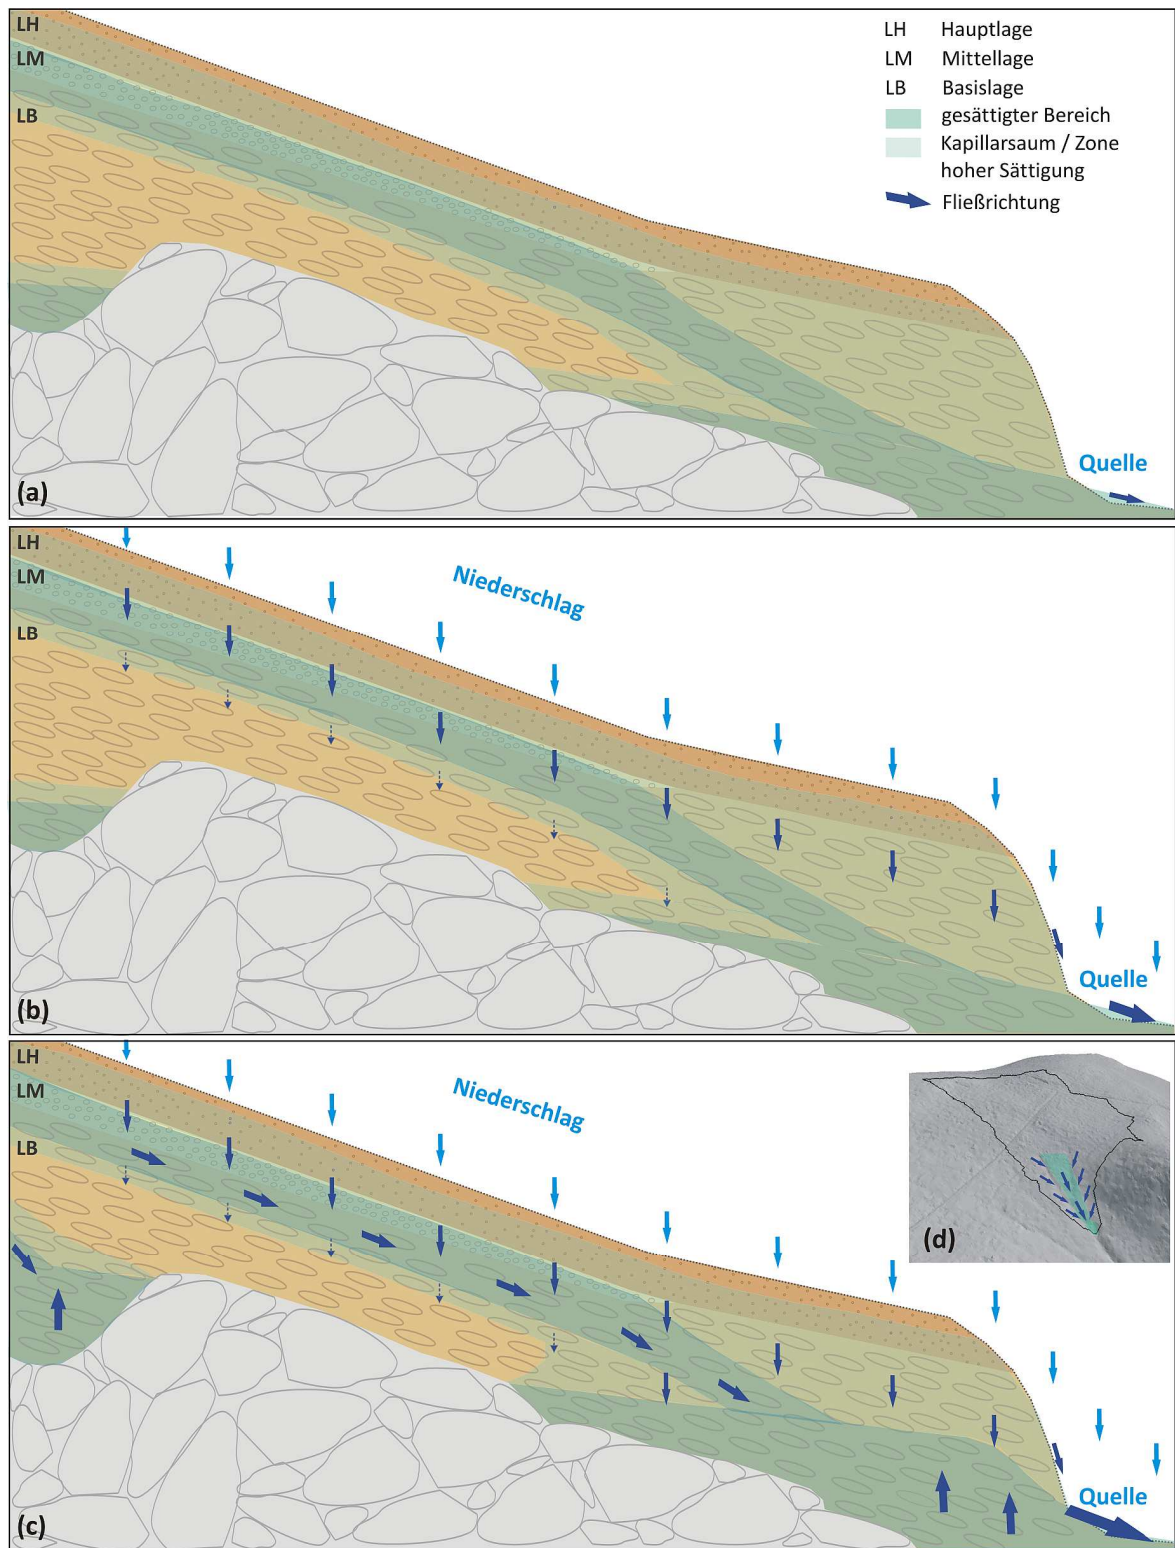 LH
LM
LB
LH Hauptlage
LM Mittellage
LB Basislage
gesättigter Bereich
Kapillarsaum / Zone
hoher Sättigung
Fließrichtung
Quelle
(a)
LH
LM
LB
Niederschlag
Quelle
(b)
LH
LM
LB
Niederschlag
(d)
Quelle
(c)